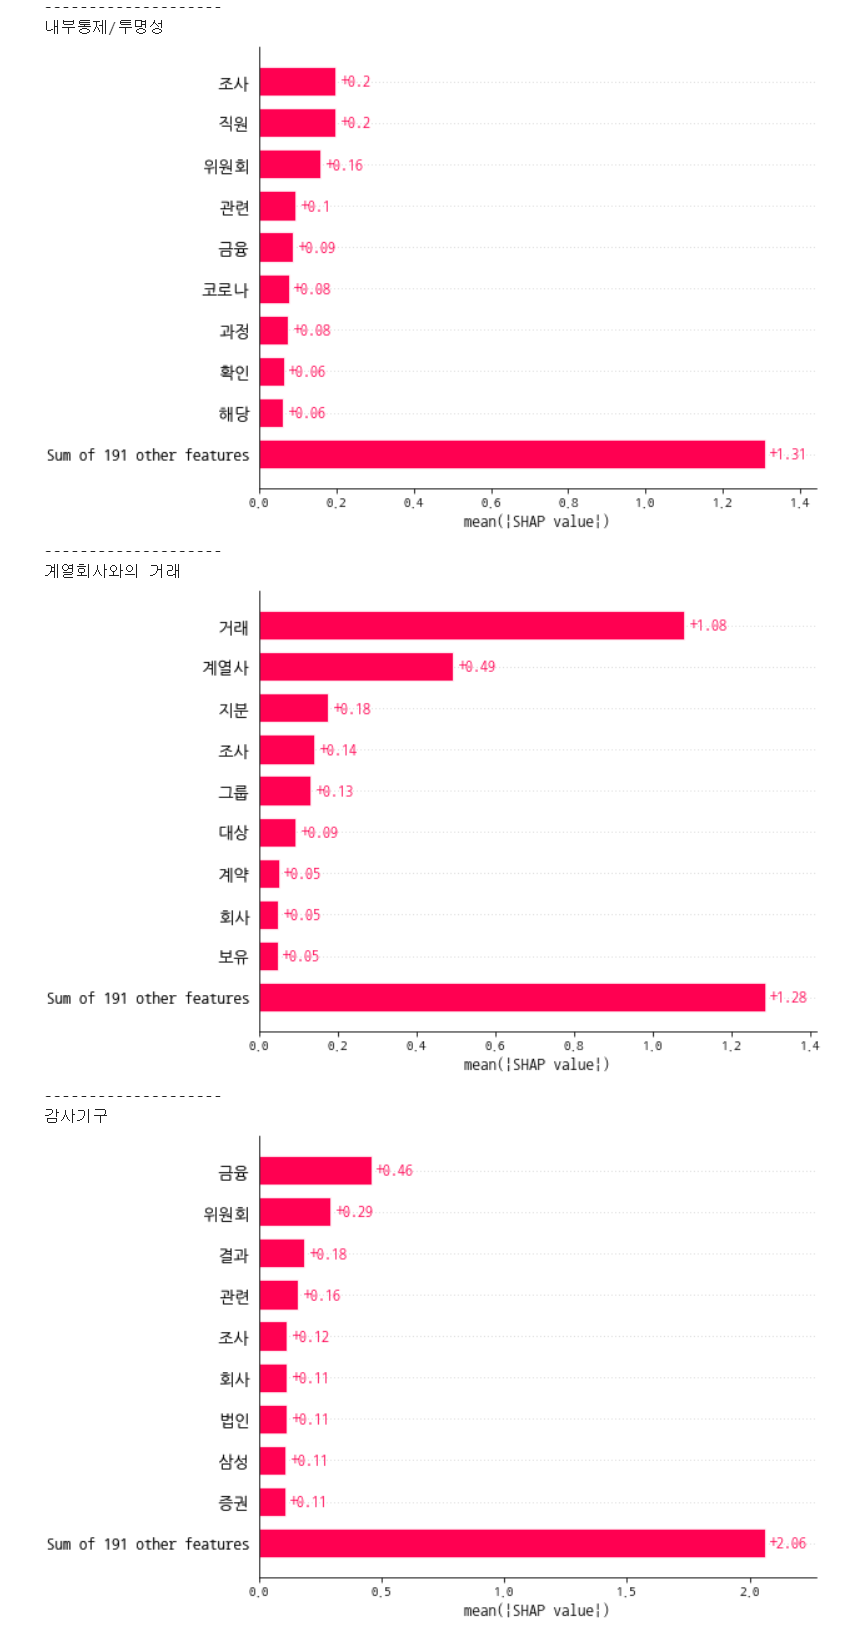 --------------------
내부통제/투명성
조사 +0.2
직원 +0.2
위원회 +0.16
관련 +0.1
금융 +0.09
코로나 +0.08
과정 +0.08
확인 +0.06
해당 +0.06
Sum of 191 other features +1.31
0.0 0.2 0.4 0.6 0.8 1.0 1.2 1.4
mean(|SHAP value|)
--------------------
계열회사와의 거래
거래 +1.08
계열사 +0.49
지분 +0.18
조사 +0.14
그룹 +0.13
대상 +0.09
계약 +0.05
회사 +0.05
보유 +0.05
Sum of 191 other features +1.28
0.0 0.2 0.4 0.6 0.8 1.0 1.2 1.4
mean(|SHAP value|)
--------------------
감사기구
금융 +0.46
위원회 +0.29
결과 +0.18
관련 +0.16
조사 +0.12
회사 +0.11
법인 +0.11
삼성 +0.11
증권 +0.11
Sum of 191 other features +2.06
0.0 0.5 1.0 1.5 2.0
mean(|SHAP value|)